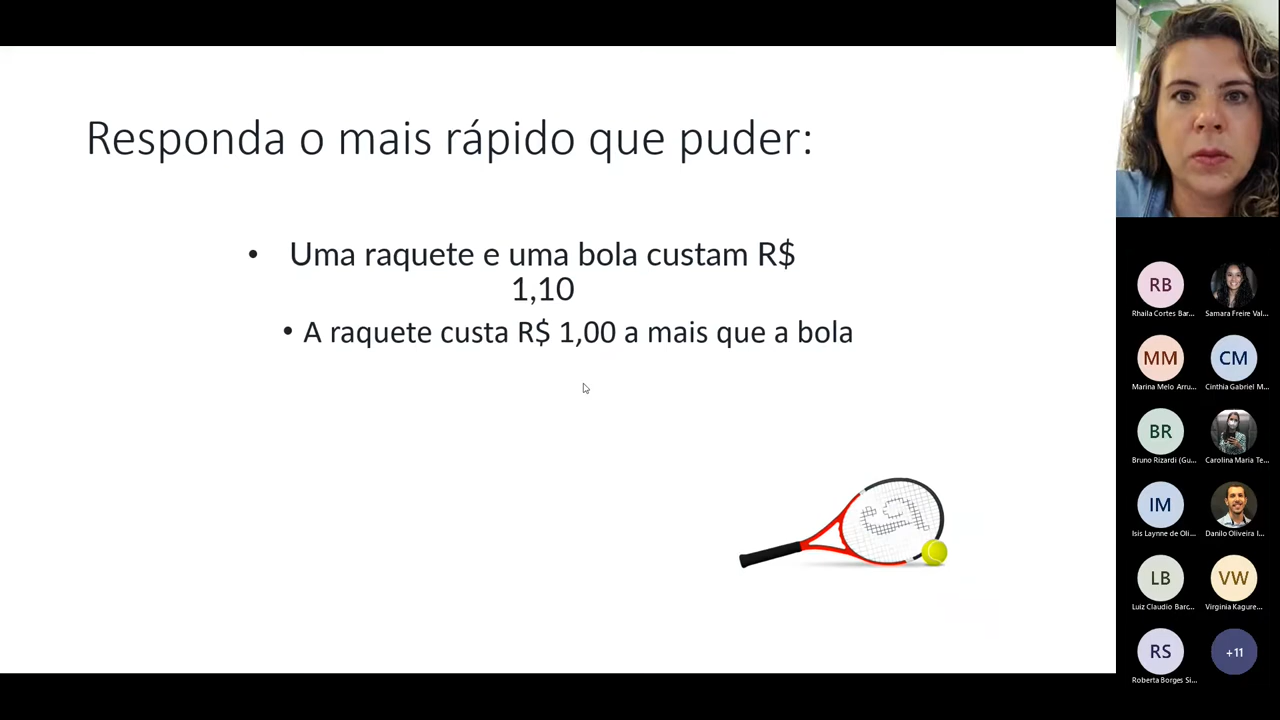 Responda o mais rápido que puder:
• Uma raquete e uma bola custam R$
1,10
• A raquete custa R$ 1,00 a mais que a bola
RB
Rhaila Cortes Bar...
Samara Freire Val...
MM
Marina Melo Arru...
CM
Cinthia Gabriel M...
BR
Bruno Rizardi (Gu...
Carolina Maria Te...
IM
Isis Laynne de Oli...
Danilo Oliveira I...
LB
Luiz Claudio Barc...
VW
Virginia Kagure...
RS
Roberta Borges Si...
+11